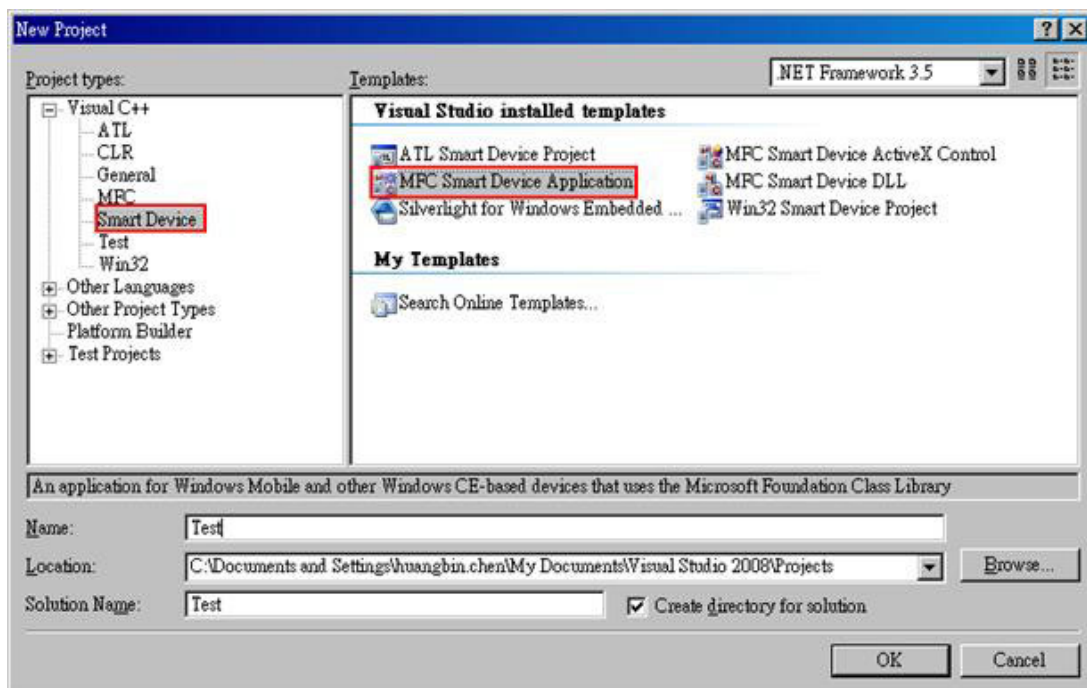 New Project
Project types:
Templates:
.NET Framework 3.5
Visual C++
ATL
CLR
General
MFC
Smart Device
Test
Win32
Other Languages
Other Project Types
Platform Builder
Test Projects
Visual Studio installed templates
ATL Smart Device Project
MFC Smart Device ActiveX Control
MFC Smart Device Application
MFC Smart Device DLL
Silverlight for Windows Embedded ...
Win32 Smart Device Project
My Templates
Search Online Templates...
An application for Windows Mobile and other Windows CE-based devices that uses the Microsoft Foundation Class Library
Name:
Test
Location:
C:\Documents and Settings\huangbin.chen\My Documents\Visual Studio 2008\Projects
Browse...
Solution Name:
Test
Create directory for solution
OK
Cancel